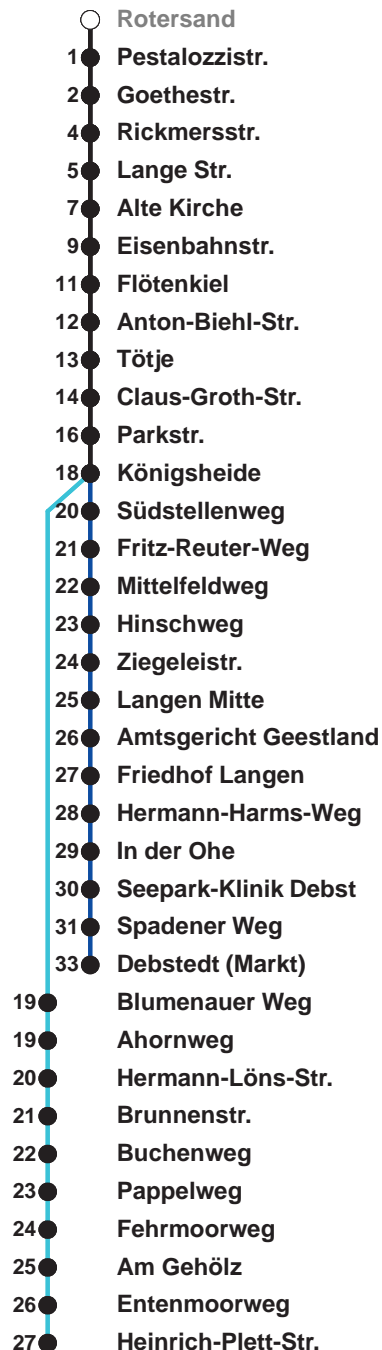 Rotersand
1 Pestalozzistr.
2 Goethestr.
4 Rickmersstr.
5 Lange Str.
7 Alte Kirche
9 Eisenbahnstr.
11 Flötenkiel
12 Anton-Biehl-Str.
13 Tötje
14 Claus-Groth-Str.
16 Parkstr.
18 Königsheide
20 Südstellenweg
21 Fritz-Reuter-Weg
22 Mittelfeldweg
23 Hinschweg
24 Ziegeleistr.
25 Langen Mitte
26 Amtsgericht Geestland
27 Friedhof Langen
28 Hermann-Harms-Weg
29 In der Ohe
30 Seepark-Klinik Debst
31 Spadener Weg
33 Debstedt (Markt)
19 Blumenauer Weg
19 Ahornweg
20 Hermann-Löns-Str.
21 Brunnenstr.
22 Buchenweg
23 Pappelweg
24 Fehrmoorweg
25 Am Gehölz
26 Entenmoorweg
27 Heinrich-Plett-Str.